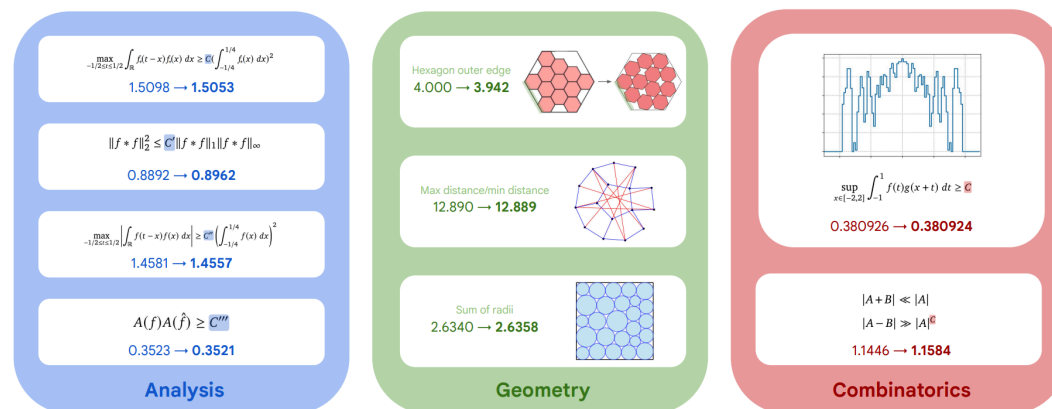 max_{-1/2≤t≤1/2} ∫_ℝ f(t−x)f(x) dx ≥ C(∫_{-1/4}^{1/4} f(x) dx)²
1.5098 → 1.5053
‖f * f‖₂² ≤ C′‖f * f‖₁‖f * f‖_∞
0.8892 → 0.8962
max_{-1/2≤t≤1/2} |∫_ℝ f(t−x)f(x) dx| ≥ C″(∫_{-1/4}^{1/4} f(x) dx)²
1.4581 → 1.4557
A(f)A(f̂) ≥ C‴
0.3523 → 0.3521
Analysis
Hexagon outer edge
4.000 → 3.942
Max distance/min distance
12.890 → 12.889
Sum of radii
2.6340 → 2.6358
Geometry
sup_{x∈[−2,2]} ∫_{−1}^{1} f(t)g(x+t) dt ≥ C
0.380926 → 0.380924
|A + B| ≪ |A|
|A − B| ≫ |A|^C
1.1446 → 1.1584
Combinatorics